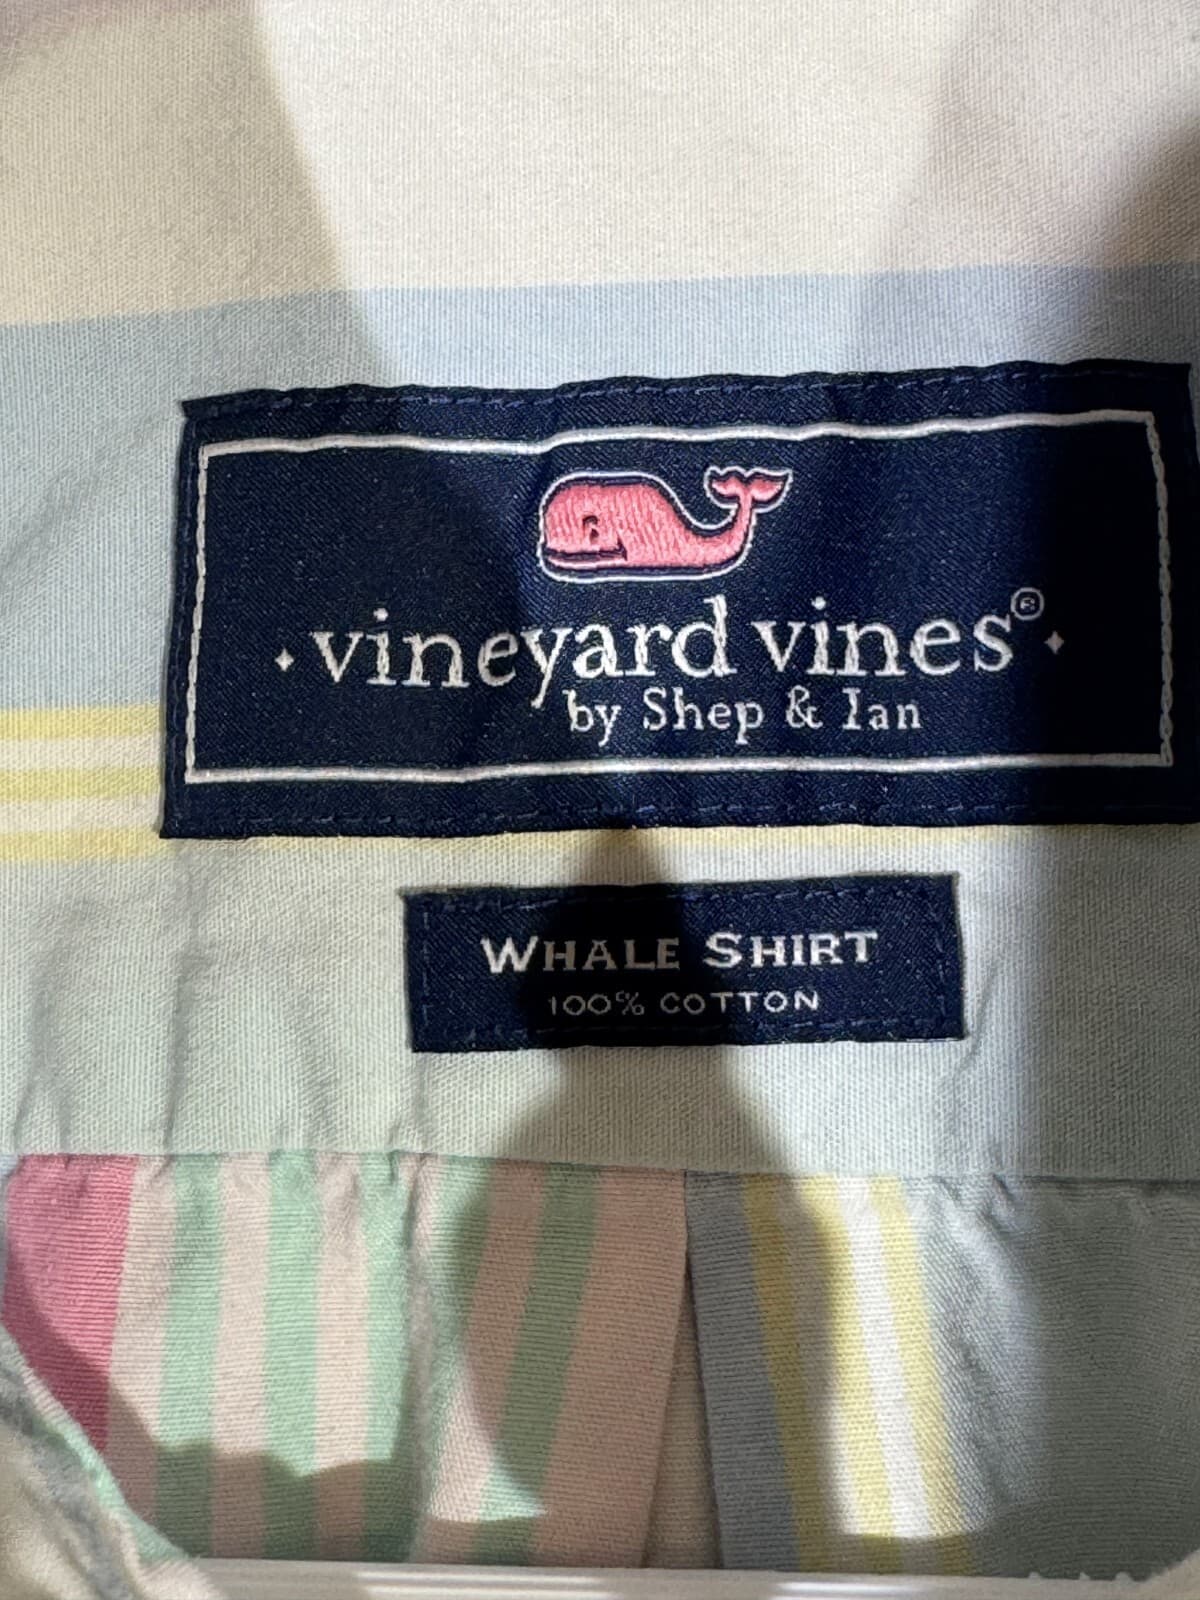 · vineyard vines® ·
by Shep & Ian
WHALE SHIRT
100% COTTON